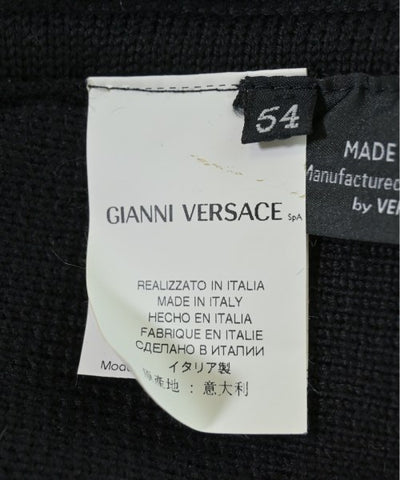 54
MADE
Manufactured
by VER
GIANNI VERSACE SpA
REALIZZATO IN ITALIA
MADE IN ITALY
HECHO EN ITALIA
FABRIQUE EN ITALIE
СДЕЛАНО В ИТАЛИИ
イタリア製
Mode
原產地：意大利